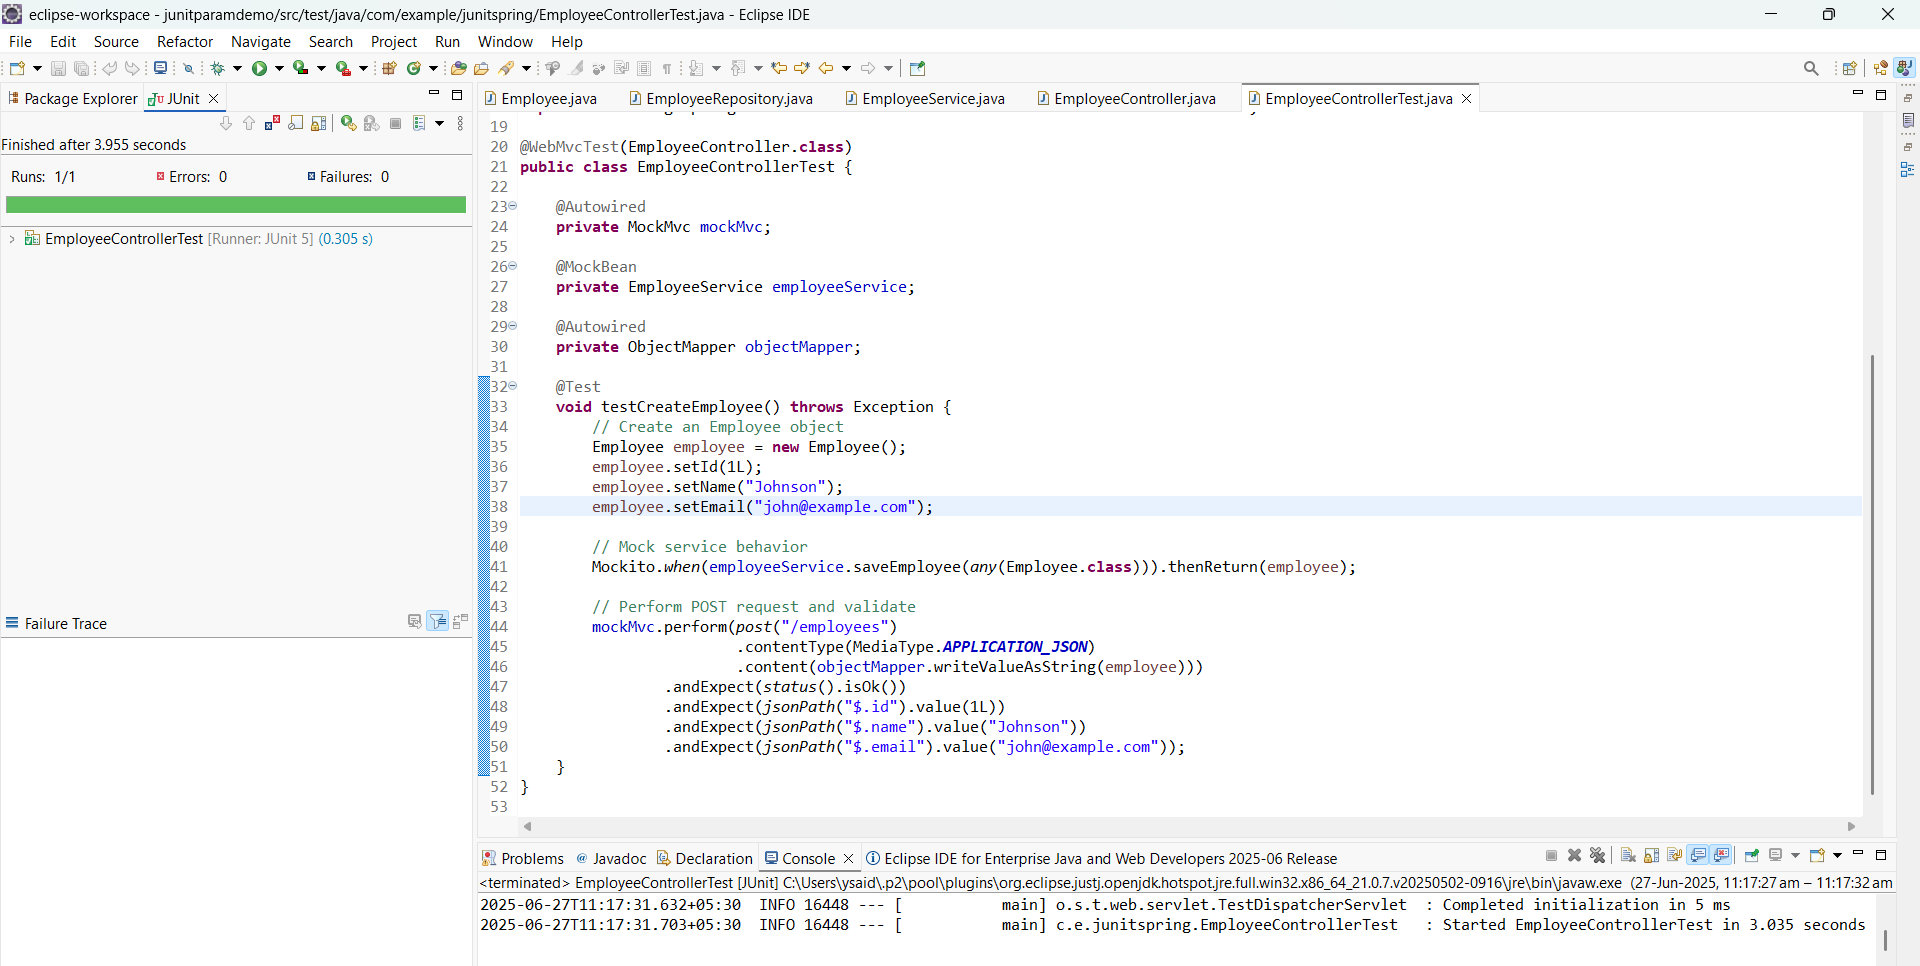 eclipse-workspace - junitparamdemo/src/test/java/com/example/junitspring/EmployeeControllerTest.java - Eclipse IDE
File Edit Source Refactor Navigate Search Project Run Window Help
Package Explorer JUnit
Finished after 3.955 seconds
Runs: 1/1 Errors: 0 Failures: 0
EmployeeControllerTest [Runner: JUnit 5] (0.305 s)
Failure Trace
Employee.java EmployeeRepository.java EmployeeService.java EmployeeController.java EmployeeControllerTest.java
19
20 @WebMvcTest(EmployeeController.class)
21 public class EmployeeControllerTest {
22
23 @Autowired
24 private MockMvc mockMvc;
25
26 @MockBean
27 private EmployeeService employeeService;
28
29 @Autowired
30 private ObjectMapper objectMapper;
31
32 @Test
33 void testCreateEmployee() throws Exception {
34 // Create an Employee object
35 Employee employee = new Employee();
36 employee.setId(1L);
37 employee.setName("Johnson");
38 employee.setEmail("john@example.com");
39
40 // Mock service behavior
41 Mockito.when(employeeService.saveEmployee(any(Employee.class))).thenReturn(employee);
42
43 // Perform POST request and validate
44 mockMvc.perform(post("/employees")
45 .contentType(MediaType.APPLICATION_JSON)
46 .content(objectMapper.writeValueAsString(employee)))
47 .andExpect(status().isOk())
48 .andExpect(jsonPath("$.id").value(1L))
49 .andExpect(jsonPath("$.name").value("Johnson"))
50 .andExpect(jsonPath("$.email").value("john@example.com"));
51 }
52 }
53
Problems Javadoc Declaration Console Eclipse IDE for Enterprise Java and Web Developers 2025-06 Release
<terminated> EmployeeControllerTest [JUnit] C:\Users\ysaid\.p2\pool\plugins\org.eclipse.justj.openjdk.hotspot.jre.full.win32.x86_64_21.0.7.v20250502-0916\jre\bin\javaw.exe (27-Jun-2025, 11:17:27 am – 11:17:32 am
2025-06-27T11:17:31.632+05:30 INFO 16448 --- [ main] o.s.t.web.servlet.TestDispatcherServlet : Completed initialization in 5 ms
2025-06-27T11:17:31.703+05:30 INFO 16448 --- [ main] c.e.junitspring.EmployeeControllerTest : Started EmployeeControllerTest in 3.035 seconds